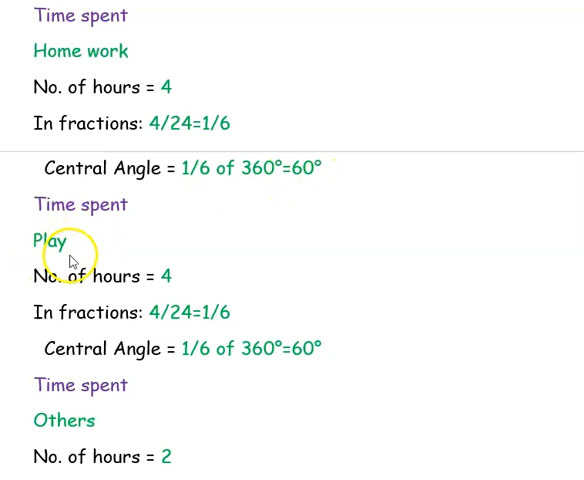 Time spent
Home work
No. of hours = 4
In fractions: 4/24=1/6
Central Angle = 1/6 of 360°=60°
Time spent
Play
No. of hours = 4
In fractions: 4/24=1/6
Central Angle = 1/6 of 360°=60°
Time spent
Others
No. of hours = 2